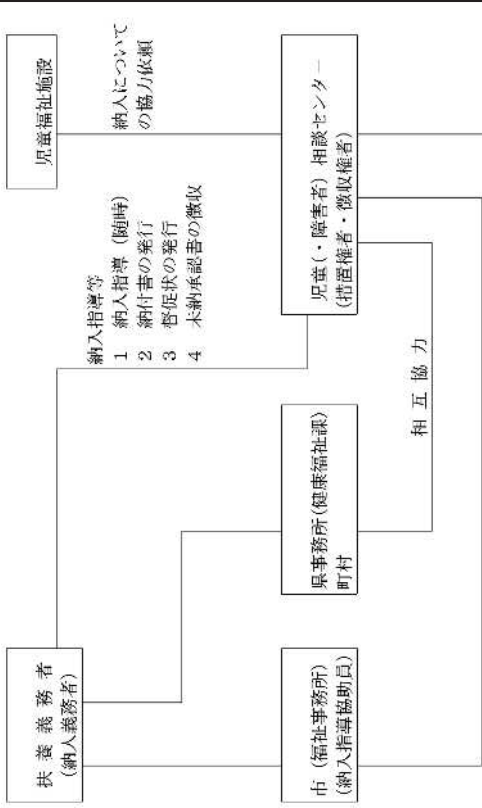 扶養義務者
(納入義務者)
児童福祉施設
納入指導等
1 納入指導 (随時)
2 納付書の発行
3 督促状の発行
4 未納承認書の徴収
納入について
の協力依頼
市 (福祉事務所)
(納入指導協助員)
県事務所(健康福祉課)
町村
児童(・障害者) 相談センター
(措置権者・徴収権者)
相互協力